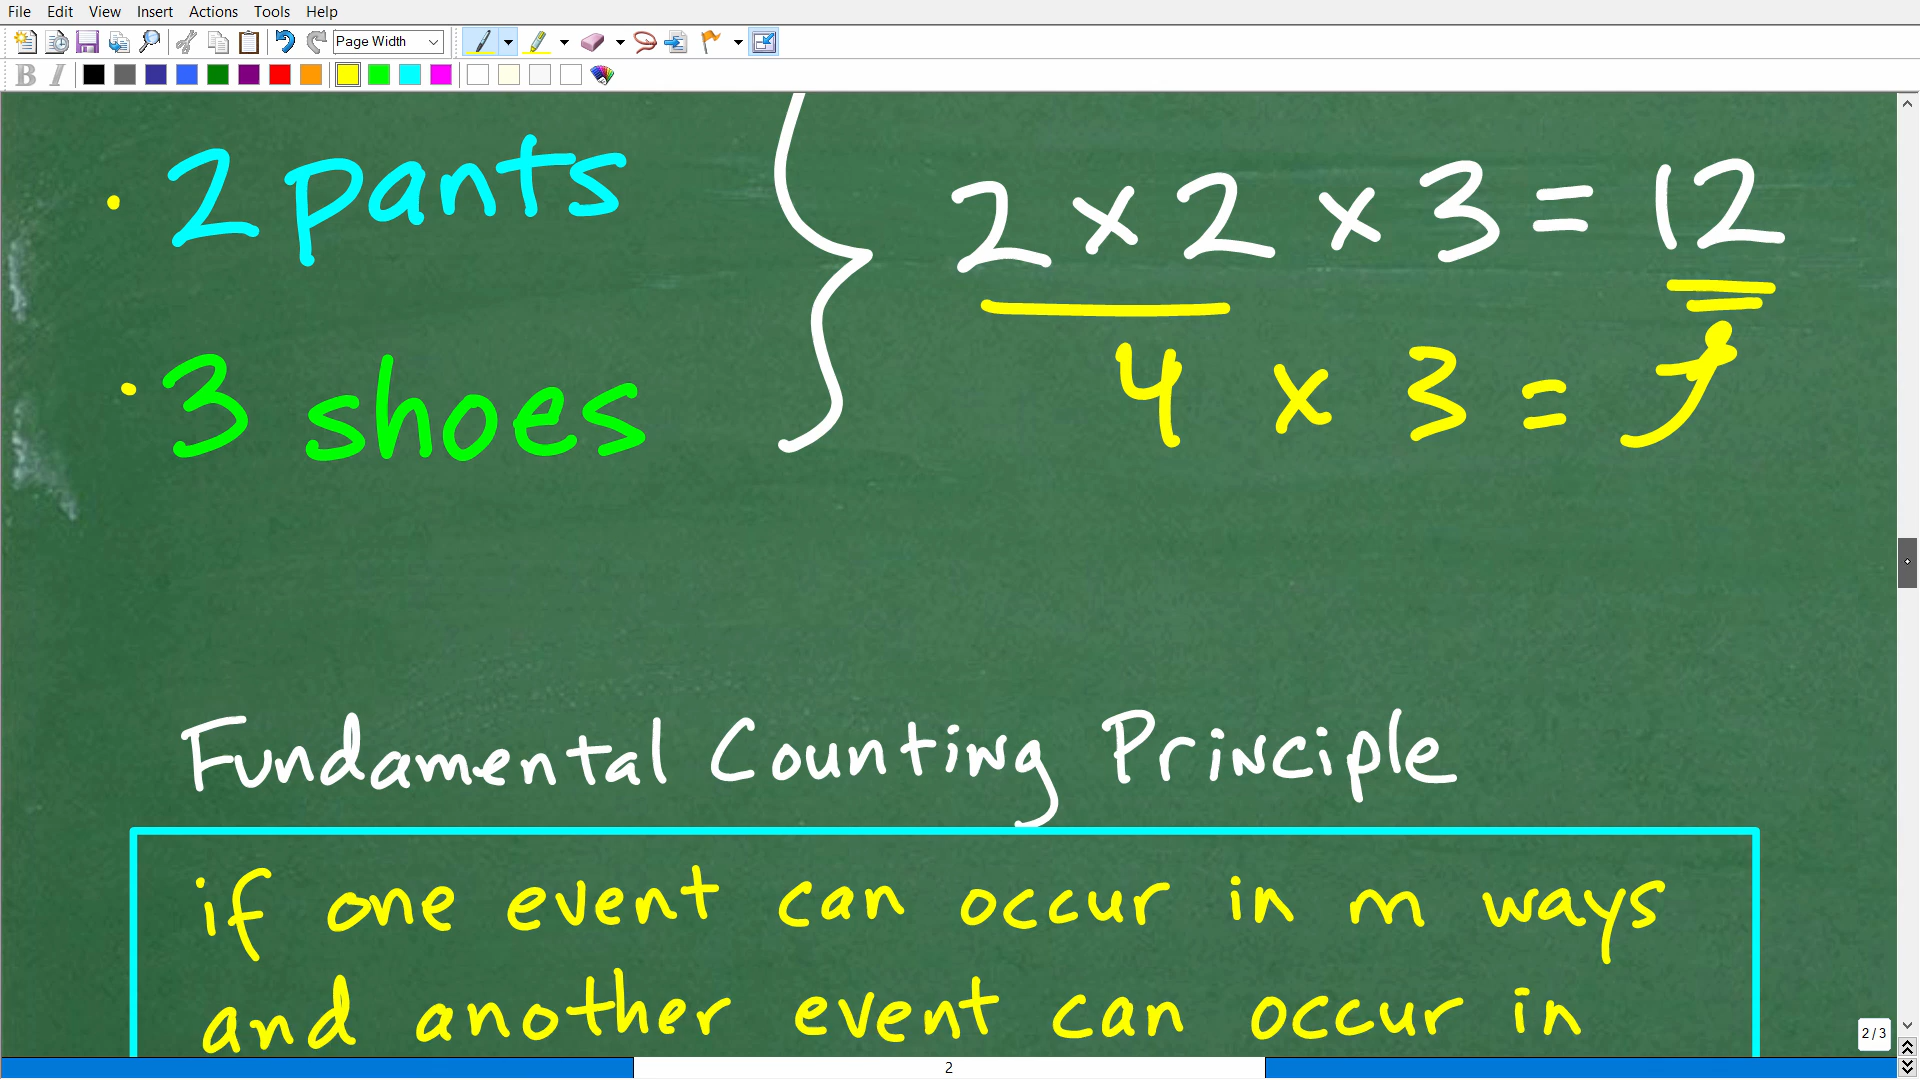 File Edit View Insert Actions Tools Help
Page Width
B I
· 2 pants
2 x 2 x 3 = 12
4 x 3 =
· 3 shoes
Fundamental Counting Principle
if one event can occur in m ways
and another event can occur in
2 / 3
2